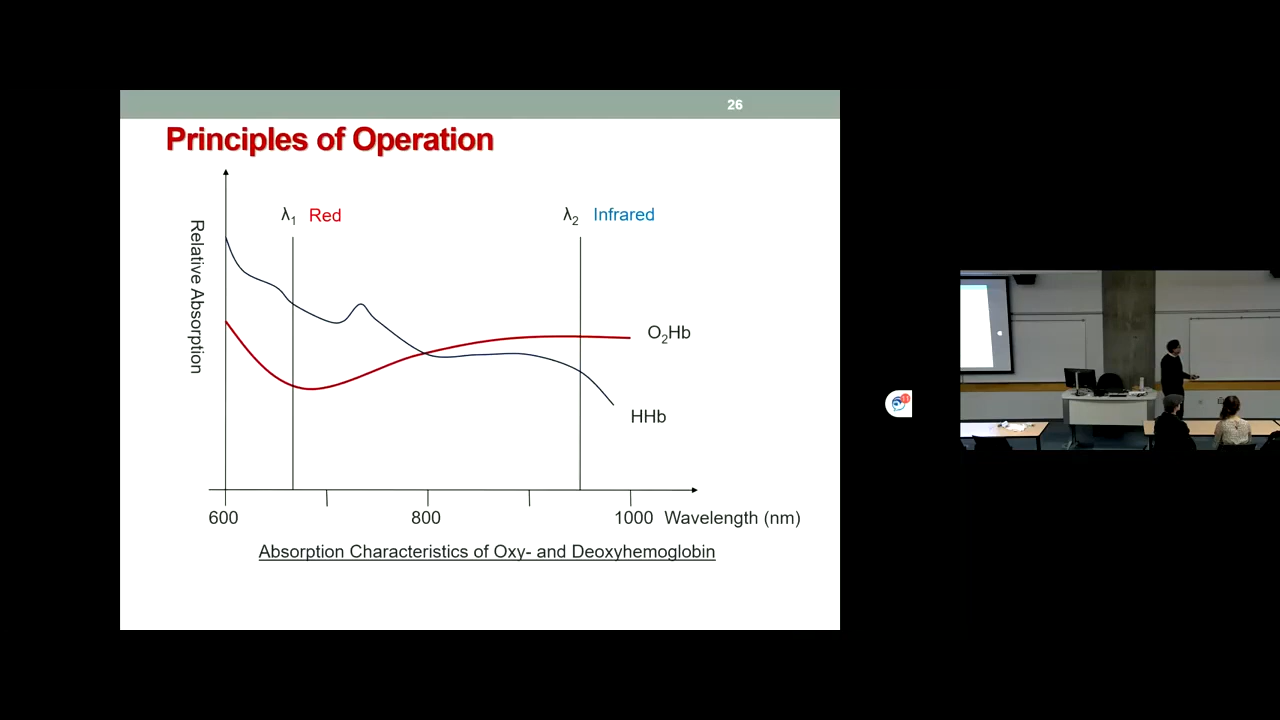 26
Principles of Operation
λ1 Red
λ2 Infrared
Relative Absorption
O2Hb
HHb
600
800
1000
Wavelength (nm)
Absorption Characteristics of Oxy- and Deoxyhemoglobin